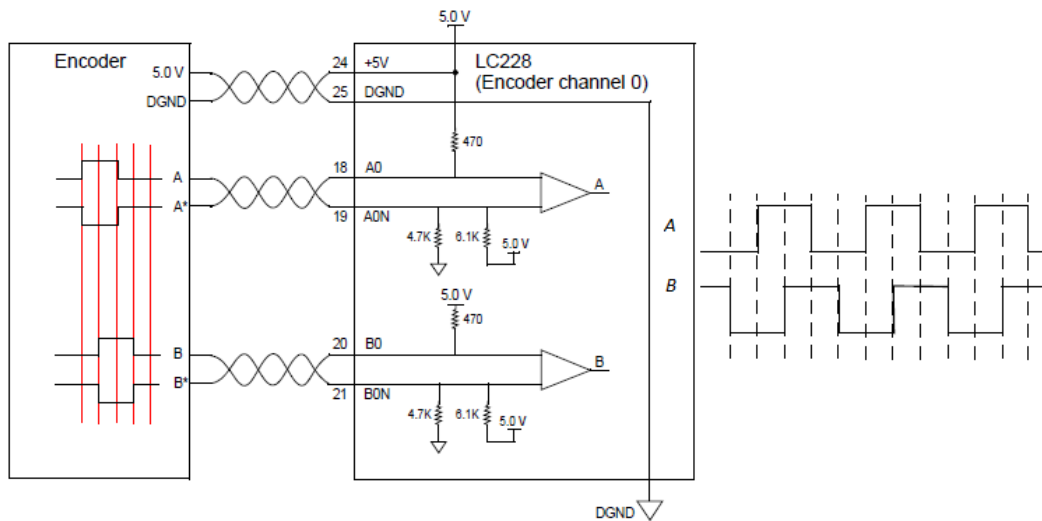 5.0 V
Encoder
5.0 V
DGND
24
+5V
25
DGND
LC228
(Encoder channel 0)
470
A
A*
18
A0
19
A0N
A
4.7K
6.1K
5.0 V
A
B
5.0 V
470
B
B*
20
B0
21
B0N
B
4.7K
6.1K
5.0 V
DGND